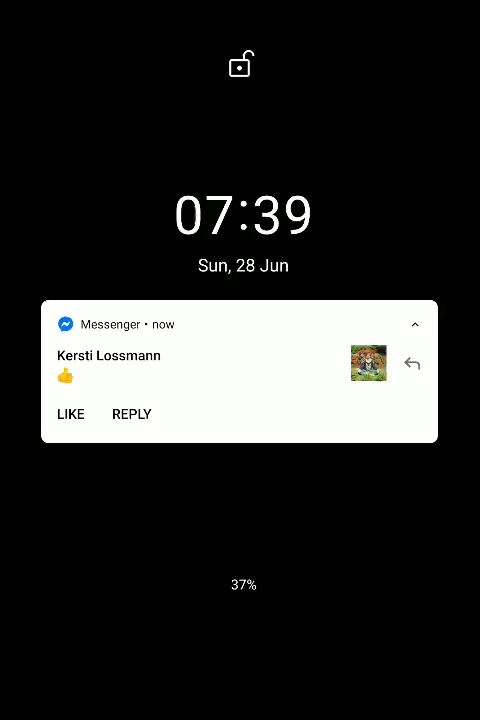 07:39
Sun, 28 Jun
Messenger • now
Kersti Lossmann
👍
LIKE REPLY
37%